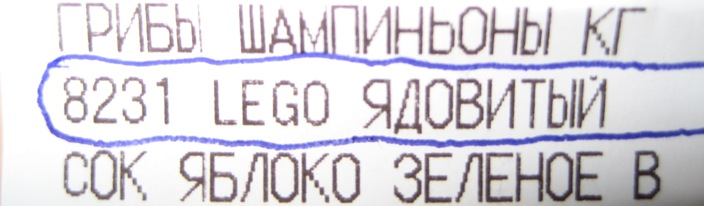 ГРИБЫ ШАМПИНЬОНЫ КГ
8231 LEGO ЯДОВИТЫЙ
СОК ЯБЛОКО ЗЕЛЕНОЕ В